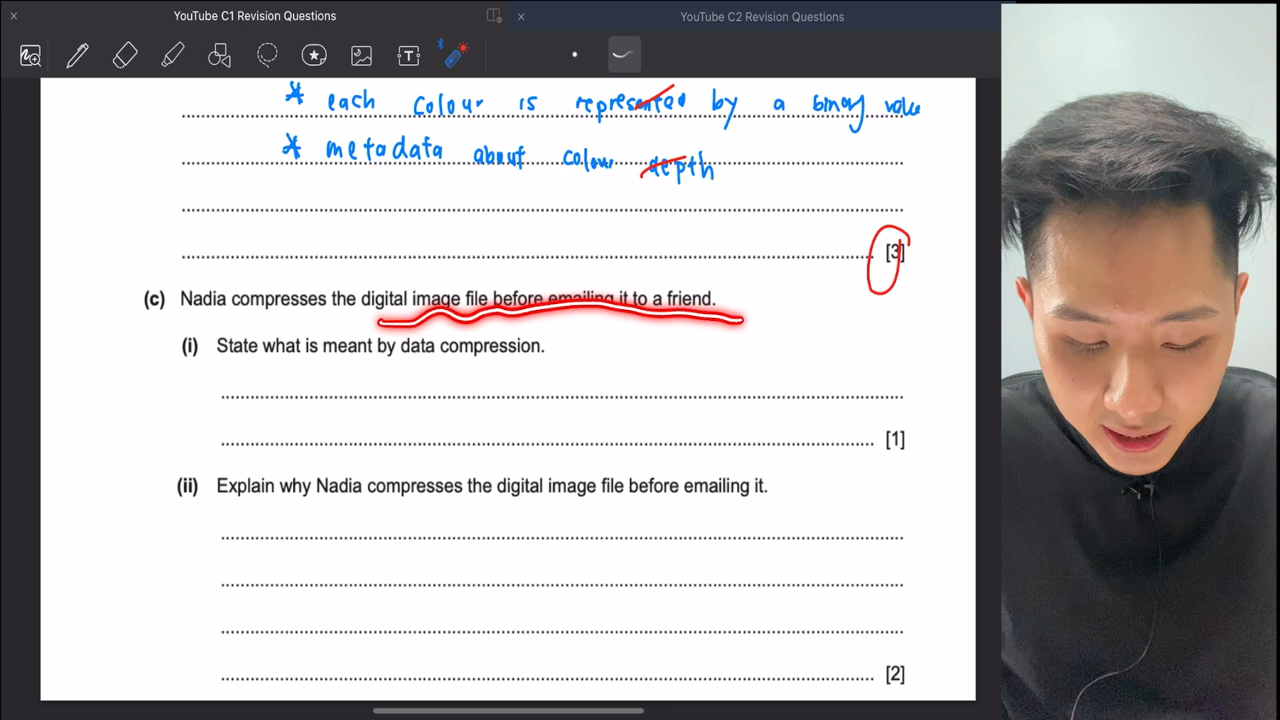 YouTube C1 Revision Questions
YouTube C2 Revision Questions
* each colour is represented by a binary value
* metadata about colour depth
[3]
(c) Nadia compresses the digital image file before emailing it to a friend.
(i) State what is meant by data compression.
[1]
(ii) Explain why Nadia compresses the digital image file before emailing it.
[2]